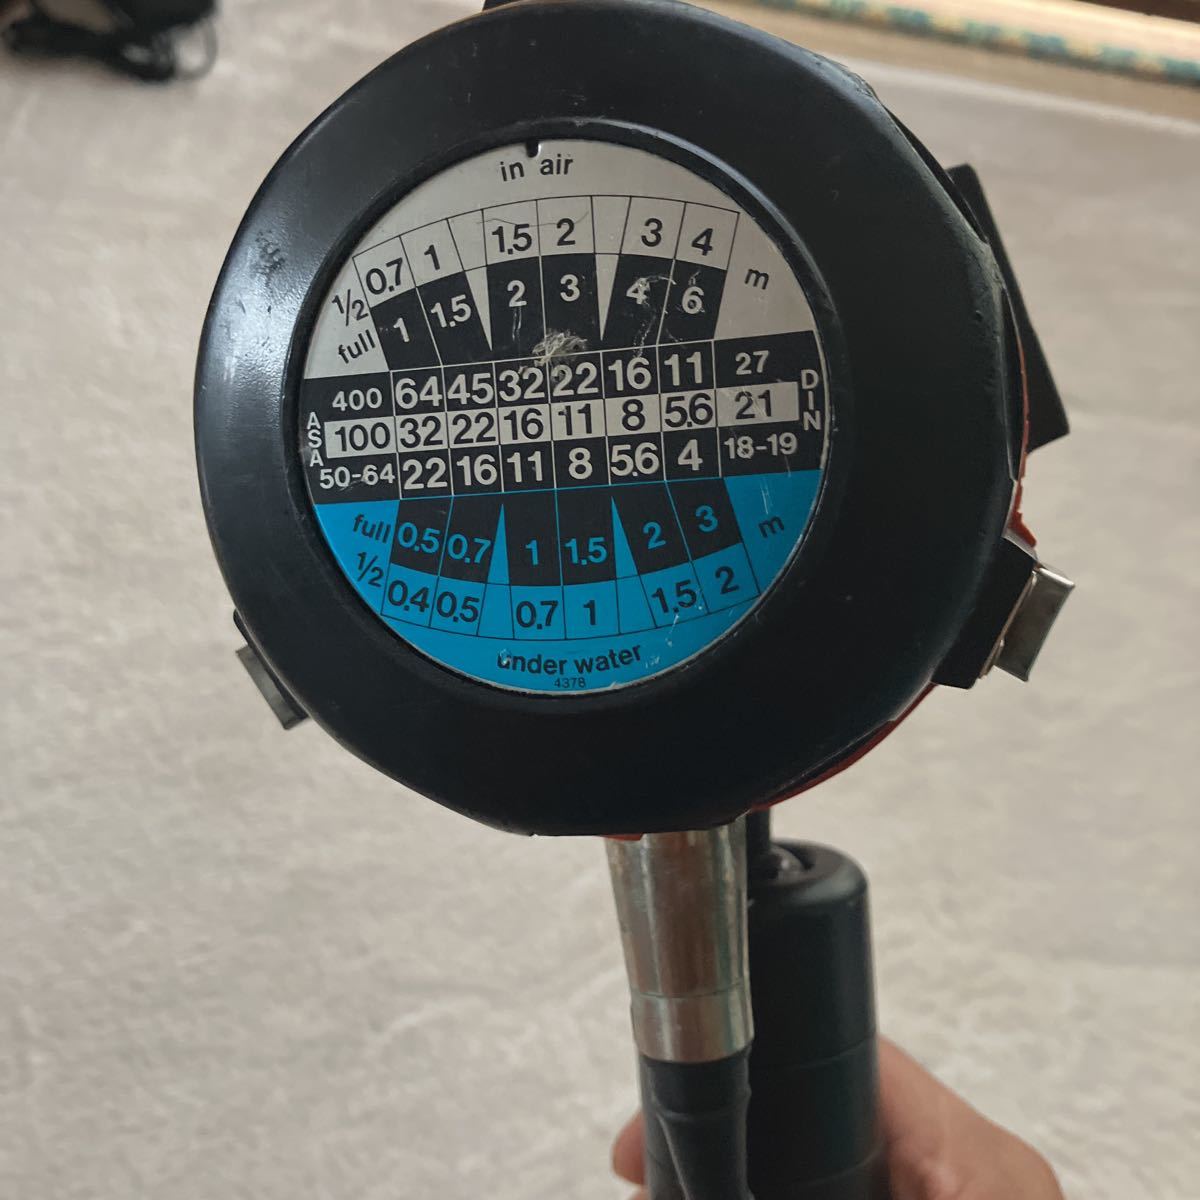 in air
1/2 0.7 1 1.5 2 3 4 m
full 1 1.5 2 3 4 6
400 64 45 32 22 16 11 27
ASA 100 32 22 16 11 8 5.6 21 DIN
50-64 22 16 11 8 5.6 4 18-19
full 0.5 0.7 1 1.5 2 3 m
1/2 0.4 0.5 0.7 1 1.5 2
under water
4378